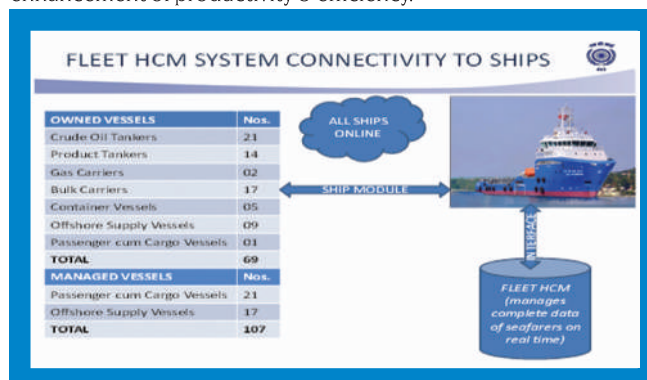 FLEET HCM SYSTEM CONNECTIVITY TO SHIPS
OWNED VESSELS Nos.
Crude Oil Tankers 21
Product Tankers 14
Gas Carriers 02
Bulk Carriers 17
Container Vessels 05
Offshore Supply Vessels 09
Passenger cum Cargo Vessels 01
TOTAL 69
MANAGED VESSELS Nos.
Passenger cum Cargo Vessels 21
Offshore Supply Vessels 17
TOTAL 107
ALL SHIPS
ONLINE
SHIP MODULE
INTERFACE
FLEET HCM
(manages
complete data
of seafarers on
real time)